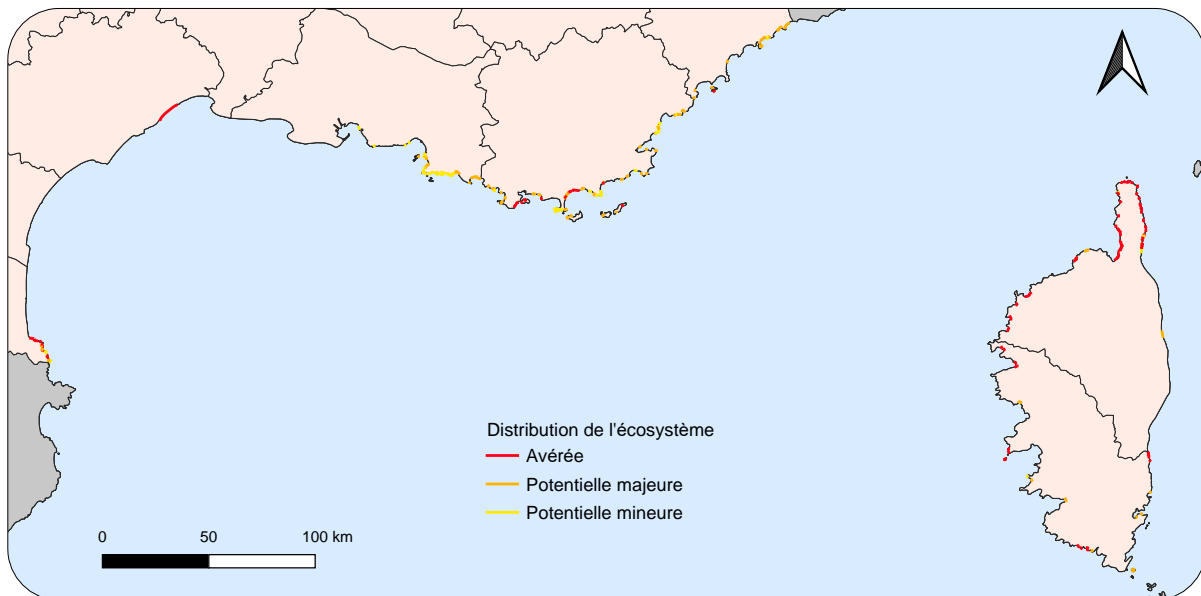 Distribution de l'écosystème
Avérée
Potentielle majeure
Potentielle mineure
0 50 100 km